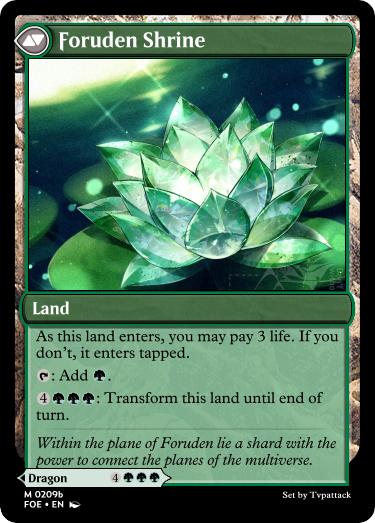 Foruden Shrine
Land
As this land enters, you may pay 3 life. If you
don't, it enters tapped.
: Add .
4: Transform this land until end of
turn.
Within the plane of Foruden lie a shard with the
power to connect the planes of the multiverse.
Dragon 4
M 0209b
FOE • EN
Set by Tvpattack